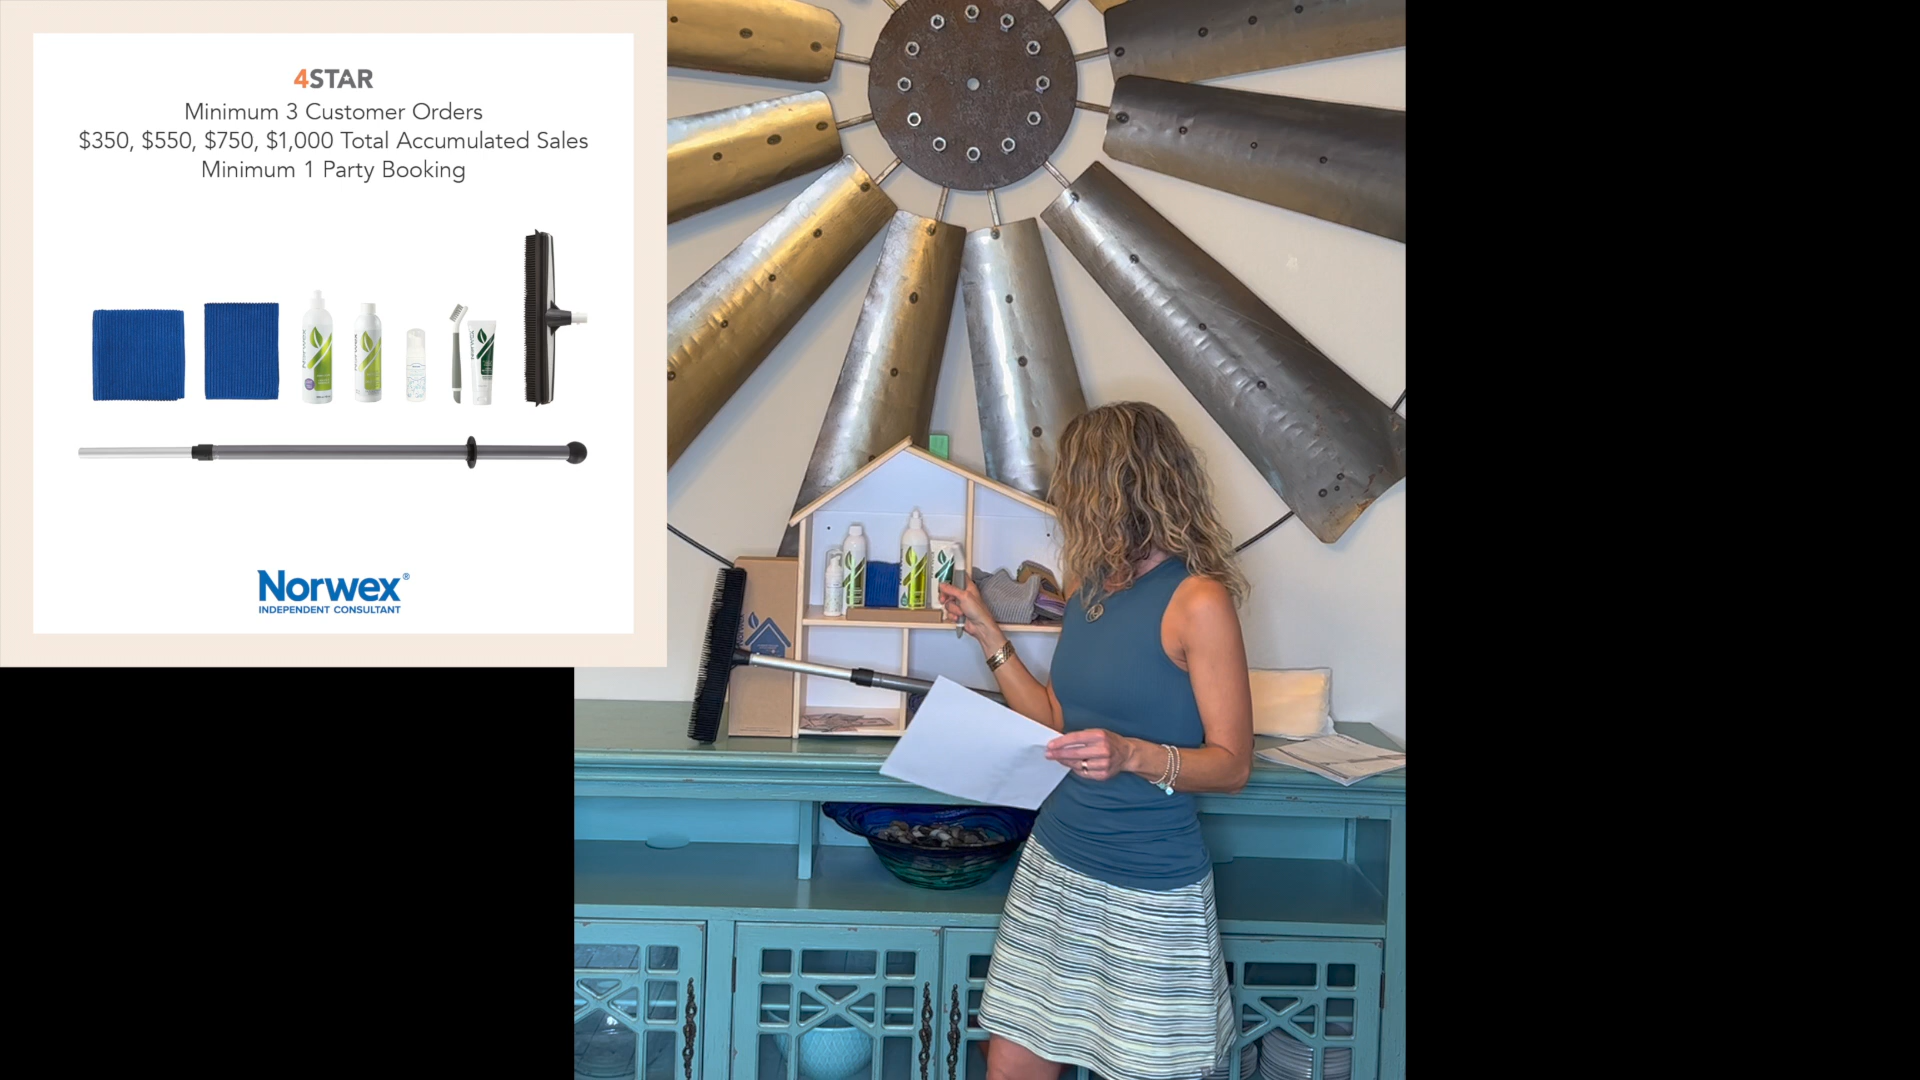 4STAR
Minimum 3 Customer Orders
$350, $550, $750, $1,000 Total Accumulated Sales
Minimum 1 Party Booking
Norwex®
INDEPENDENT CONSULTANT